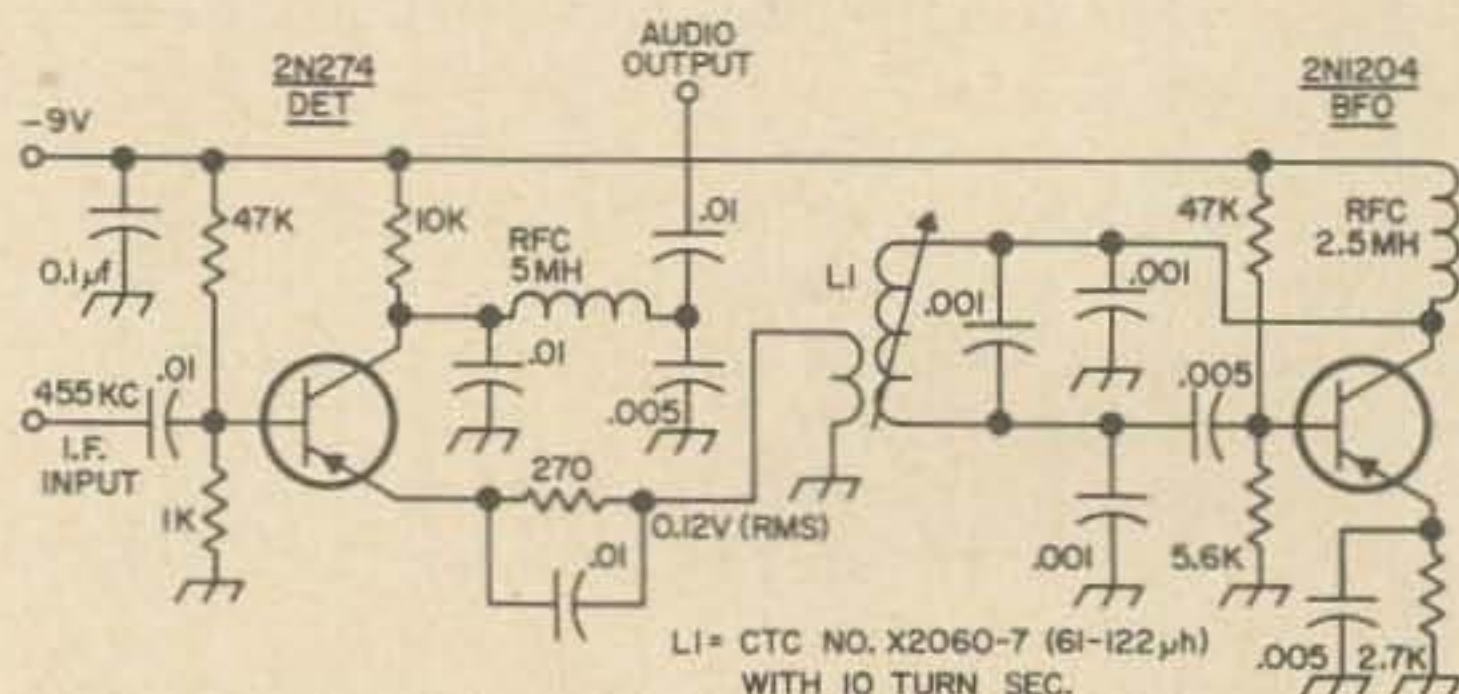 AUDIO
OUTPUT
2N274
DET
2N1204
BFO
-9V
47K
10K
RFC
5MH
.01
0.1µf
L1
.001
.001
47K
RFC
2.5MH
455KC
.01
I.F.
INPUT
.01
.005
.005
1K
270
0.12V (RMS)
.01
.001
5.6K
L1= CTC NO. X2060-7 (61-122µh)
WITH 10 TURN SEC.
.005
2.7K